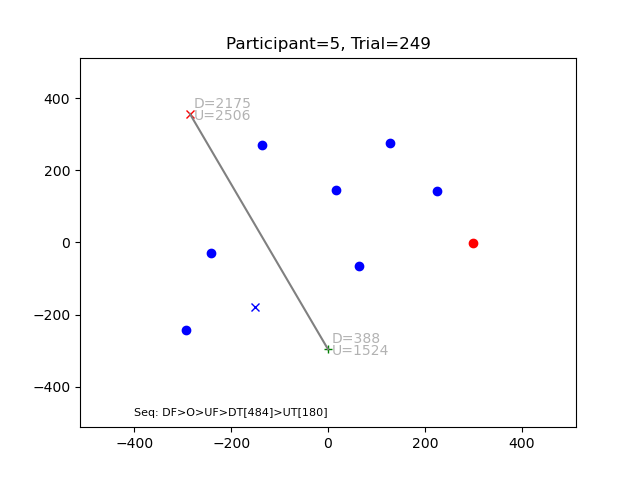 Participant=5, Trial=249
400
200
0
−200
−400
D=2175
U=2506
D=388
U=1524
Seq: DF>O>UF>DT[484]>UT[180]
−400
−200
0
200
400